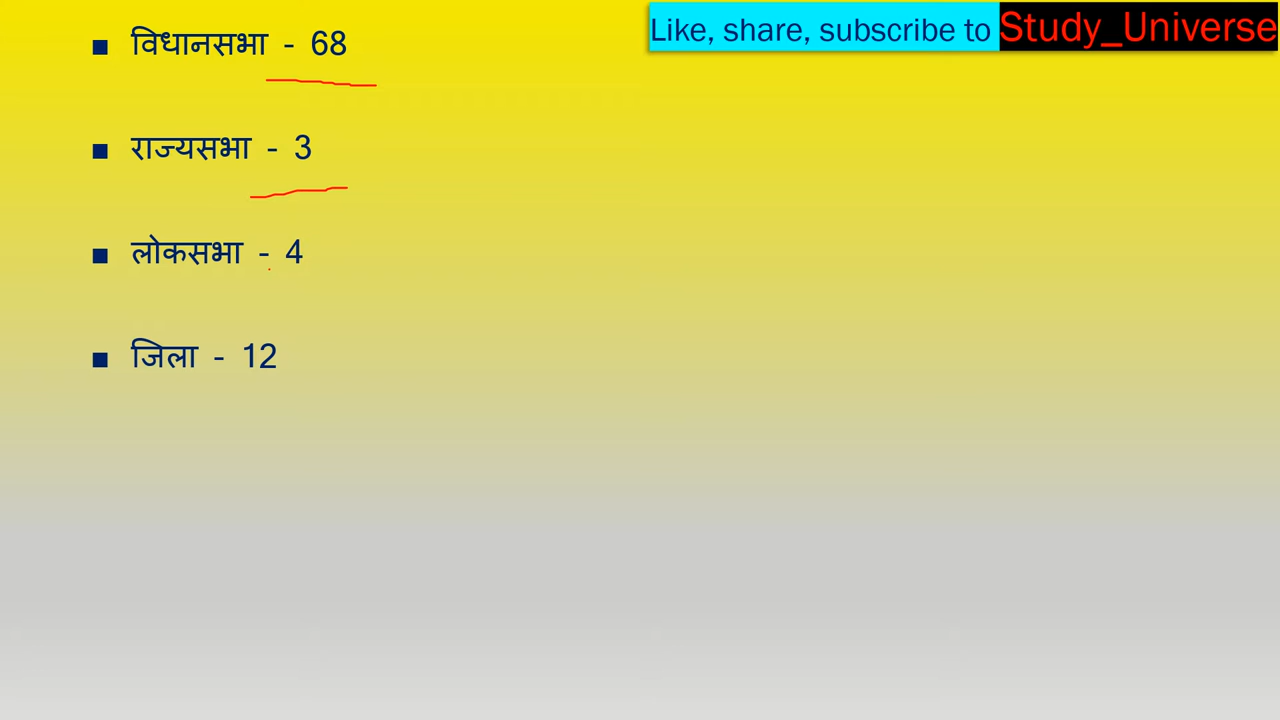 Like, share, subscribe to Study_Universe
■ विधानसभा - 68
■ राज्यसभा - 3
■ लोकसभा - 4
■ जिला - 12